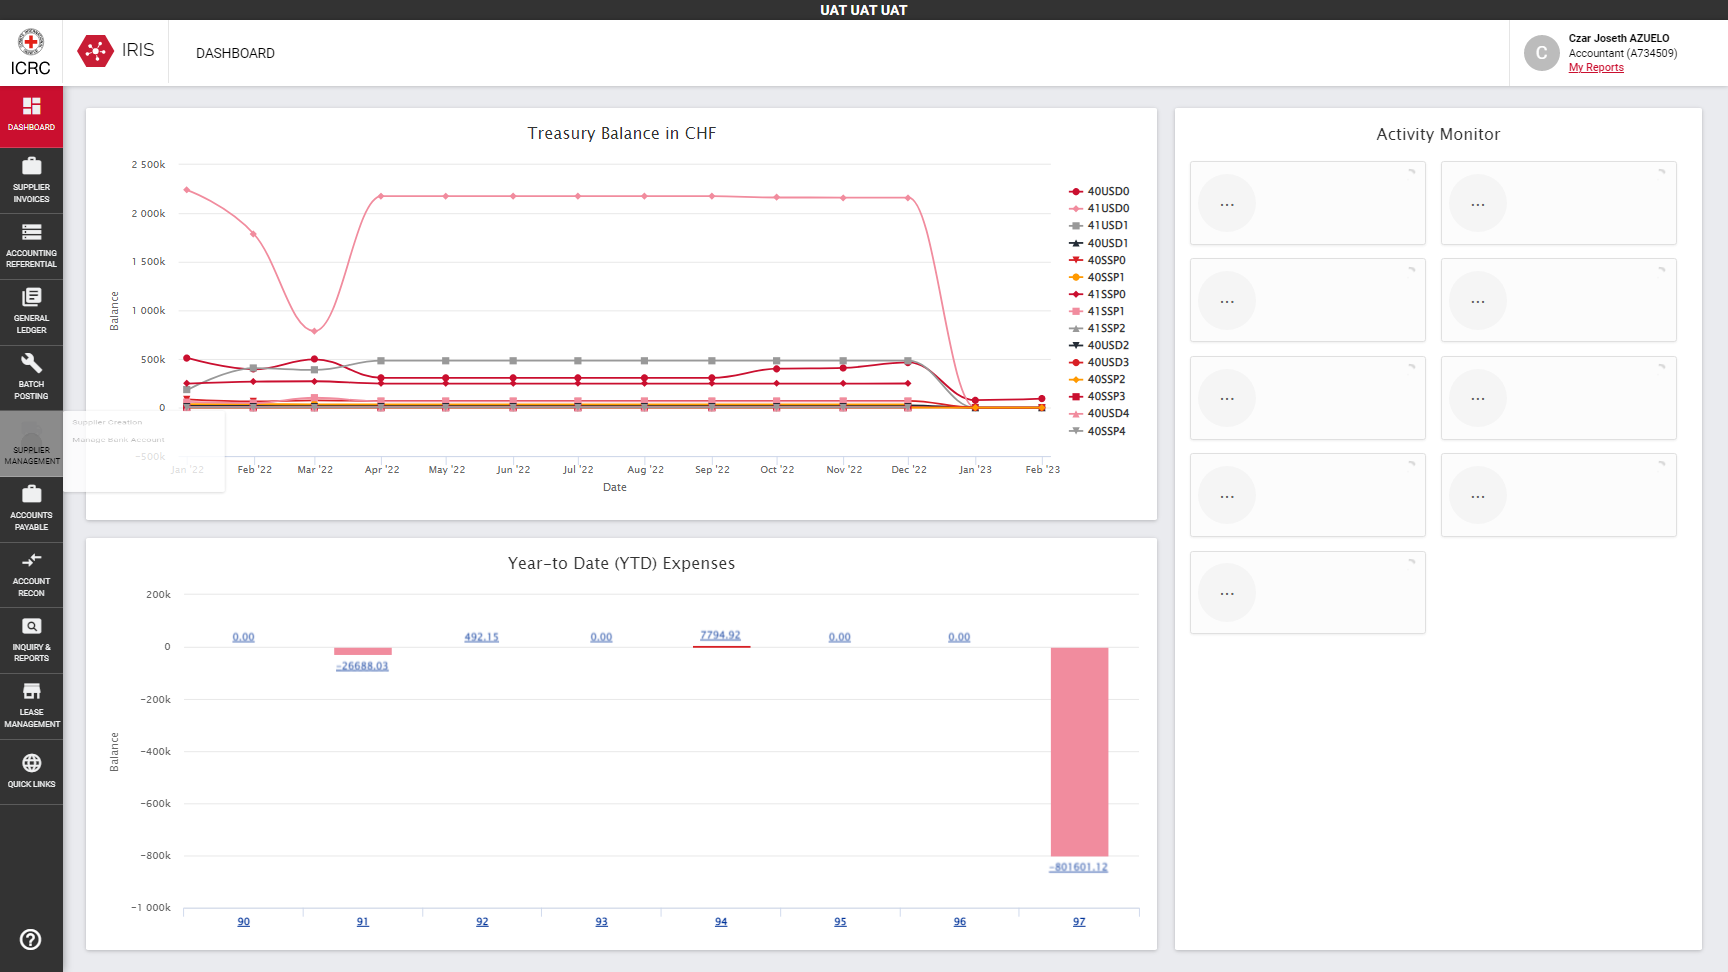 UAT UAT UAT
ICRC
IRIS
DASHBOARD
C
Czar Joseth AZUELO
Accountant (A734509)
My Reports
DASHBOARD
SUPPLIER
INVOICES
ACCOUNTING
REFERENTIAL
GENERAL
LEDGER
BATCH
POSTING
SUPPLIER
MANAGEMENT
Supplier Creation
Manage Bank Account
ACCOUNTS
PAYABLE
ACCOUNT
RECON
INQUIRY &
REPORTS
LEASE
MANAGEMENT
QUICK LINKS
Treasury Balance in CHF
2 500k
2 000k
1 500k
1 000k
500k
0
-500k
Balance
Jan '22
Feb '22
Mar '22
Apr '22
May '22
Jun '22
Jul '22
Aug '22
Sep '22
Oct '22
Nov '22
Dec '22
Jan '23
Feb '23
Date
40USD0
41USD0
41USD1
40USD1
40SSP0
40SSP1
41SSP0
41SSP1
41SSP2
40USD2
40USD3
40SSP2
40SSP3
40USD4
40SSP4
Year-to Date (YTD) Expenses
200k
0
-200k
-400k
-600k
-800k
-1 000k
Balance
0.00
-26688.03
492.15
0.00
7794.92
0.00
0.00
-801601.12
90
91
92
93
94
95
96
97
Activity Monitor
...
...
...
...
...
...
...
...
...